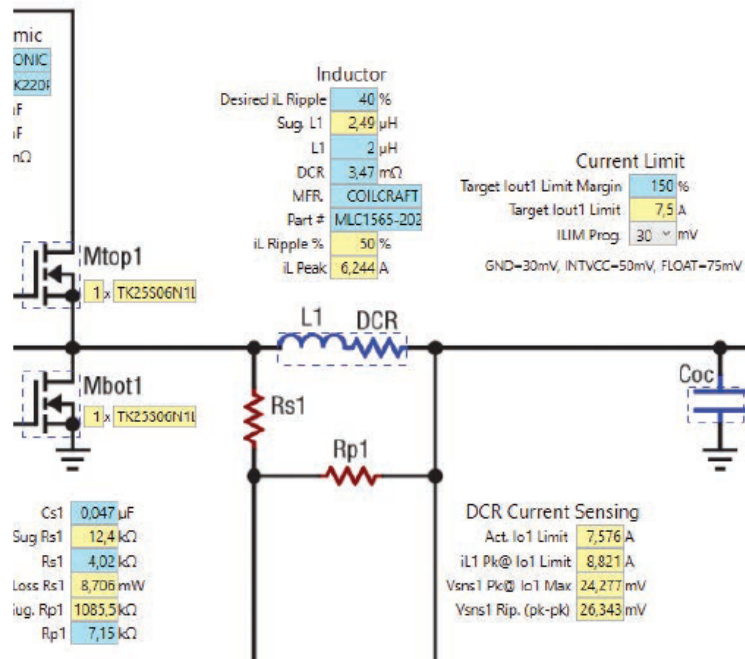 mic
ONIC
K220P
µF
µF
mΩ
Inductor
Desired iL Ripple 40 %
Sug. L1 2,49 µH
L1 2 µH
DCR 3,47 mΩ
MFR. COILCRAFT
Part # MLC1565-202
iL Ripple % 50 %
iL Peak 6,244 A
Current Limit
Target Iout1 Limit Margin 150 %
Target Iout1 Limit 7,5 A
ILIM Prog. 30 mV
GND=30mV, INTVCC=50mV, FLOAT=75mV
Mtop1
1 x TK25S06N1L
L1 DCR
Mbot1
1 x TK25S06N1L
Rs1
Rp1
Coc
Cs1 0,047 µF
Sug Rs1 12,4 kΩ
Rs1 4,02 kΩ
Loss Rs1 8,706 mW
ug. Rp1 1085,5 kΩ
Rp1 7,15 kΩ
DCR Current Sensing
Act. Io1 Limit 7,576 A
iL1 Pk@ Io1 Limit 8,821 A
Vsns1 Pk@ Io1 Max 24,277 mV
Vsns1 Rip. (pk-pk) 26,343 mV